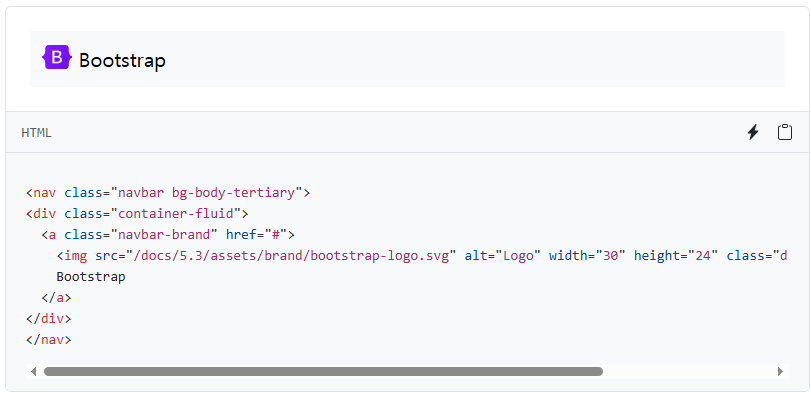 B Bootstrap
HTML
<nav class="navbar bg-body-tertiary">
<div class="container-fluid">
  <a class="navbar-brand" href="#">
    <img src="/docs/5.3/assets/brand/bootstrap-logo.svg" alt="Logo" width="30" height="24" class="d
    Bootstrap
  </a>
</div>
</nav>